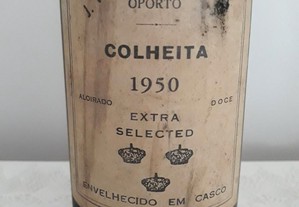 OPORTO
COLHEITA
1950
ALOIRADO DOCE
EXTRA
SELECTED
ENVELHECIDO EM CASCO